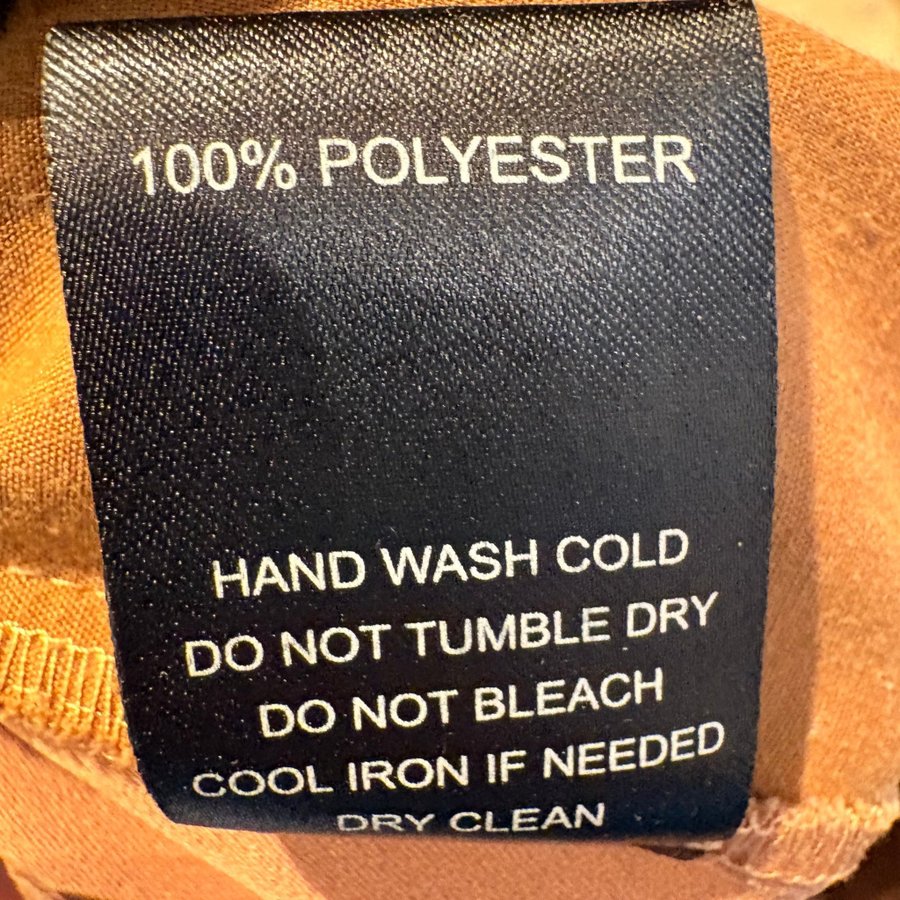 100% POLYESTER
HAND WASH COLD
DO NOT TUMBLE DRY
DO NOT BLEACH
COOL IRON IF NEEDED
DRY CLEAN